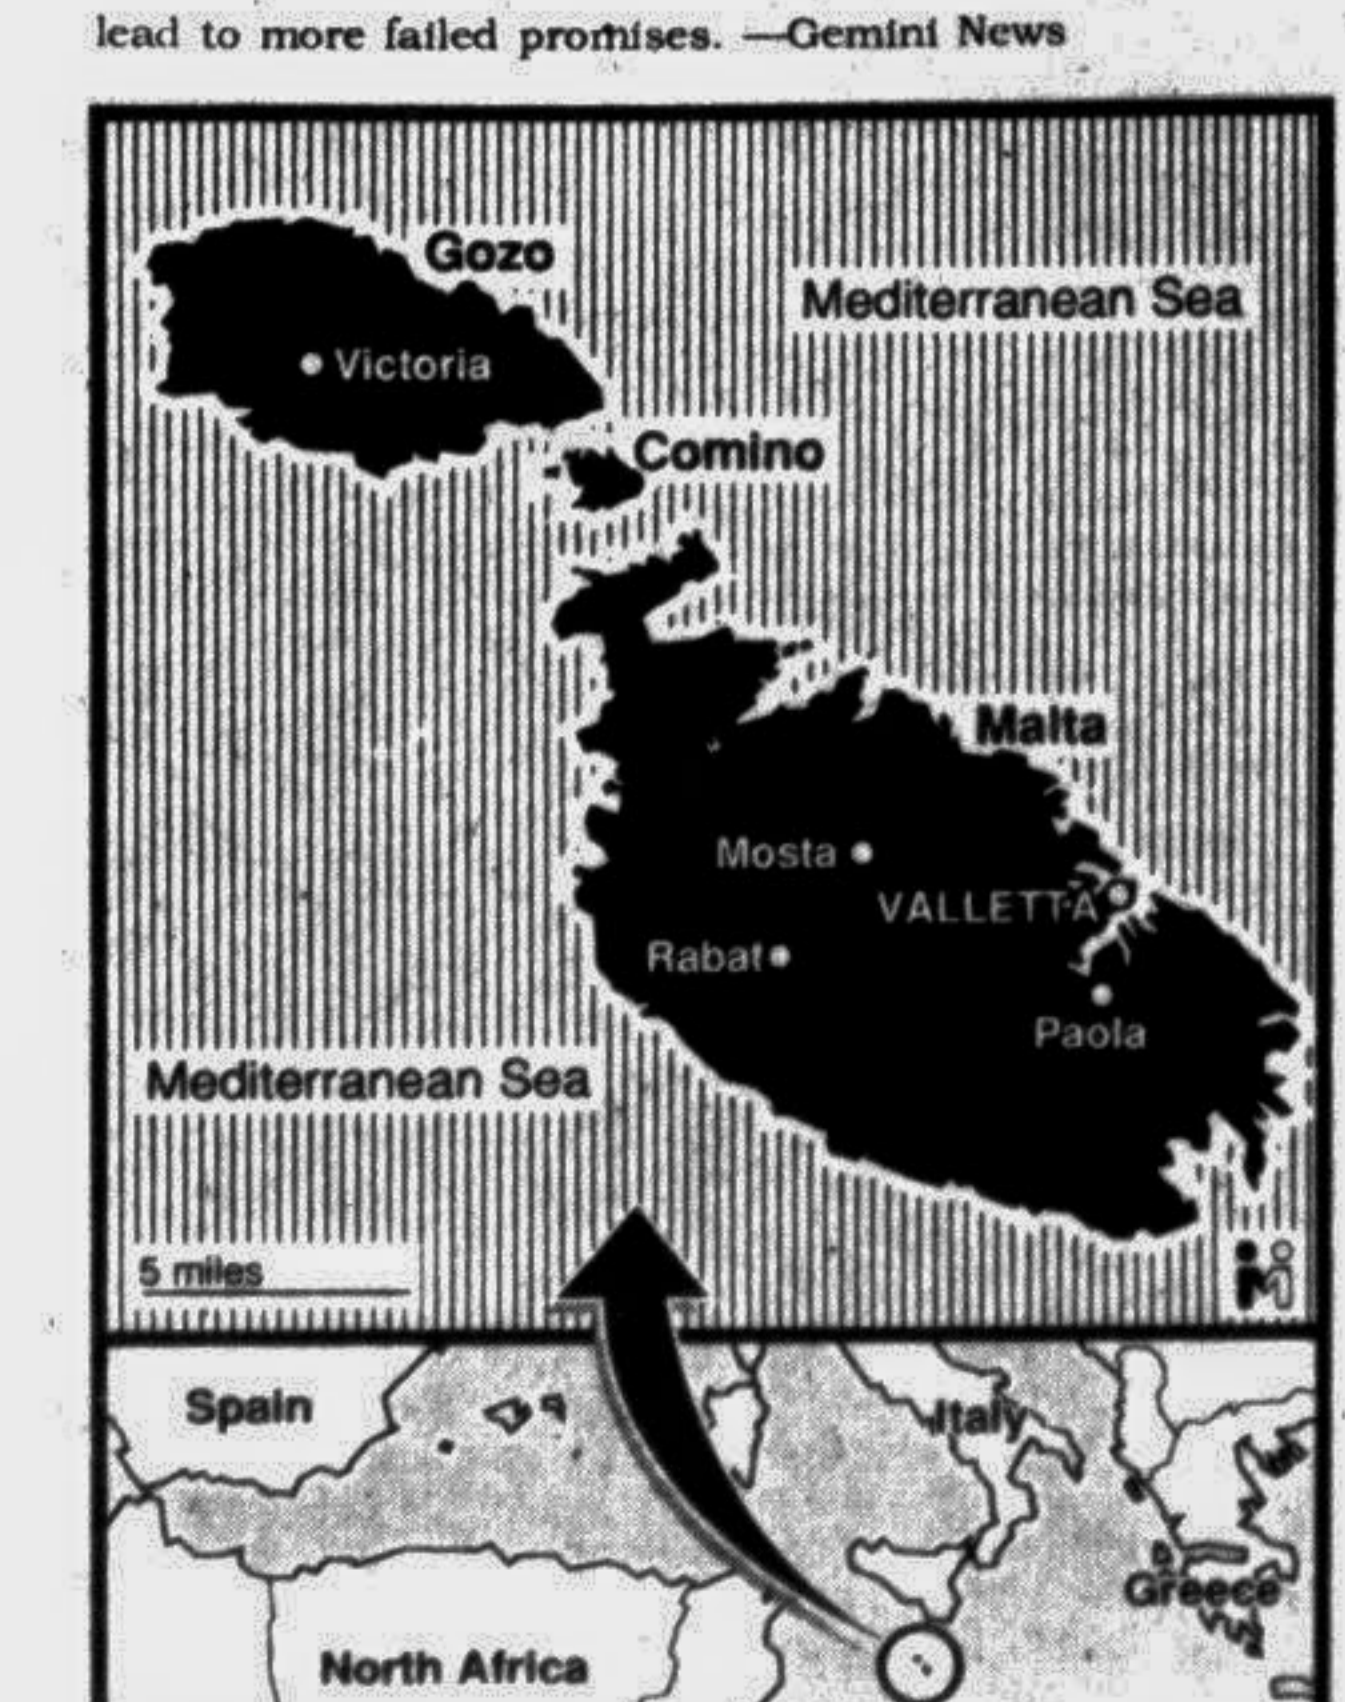 lead to more failed promises. —Gemini News
Gozo
Mediterranean Sea
Victoria
Comino
Malta
Mosta
VALLETTA
Rabat
Paola
Mediterranean Sea
5 miles
Spain
Italy
Greece
North Africa